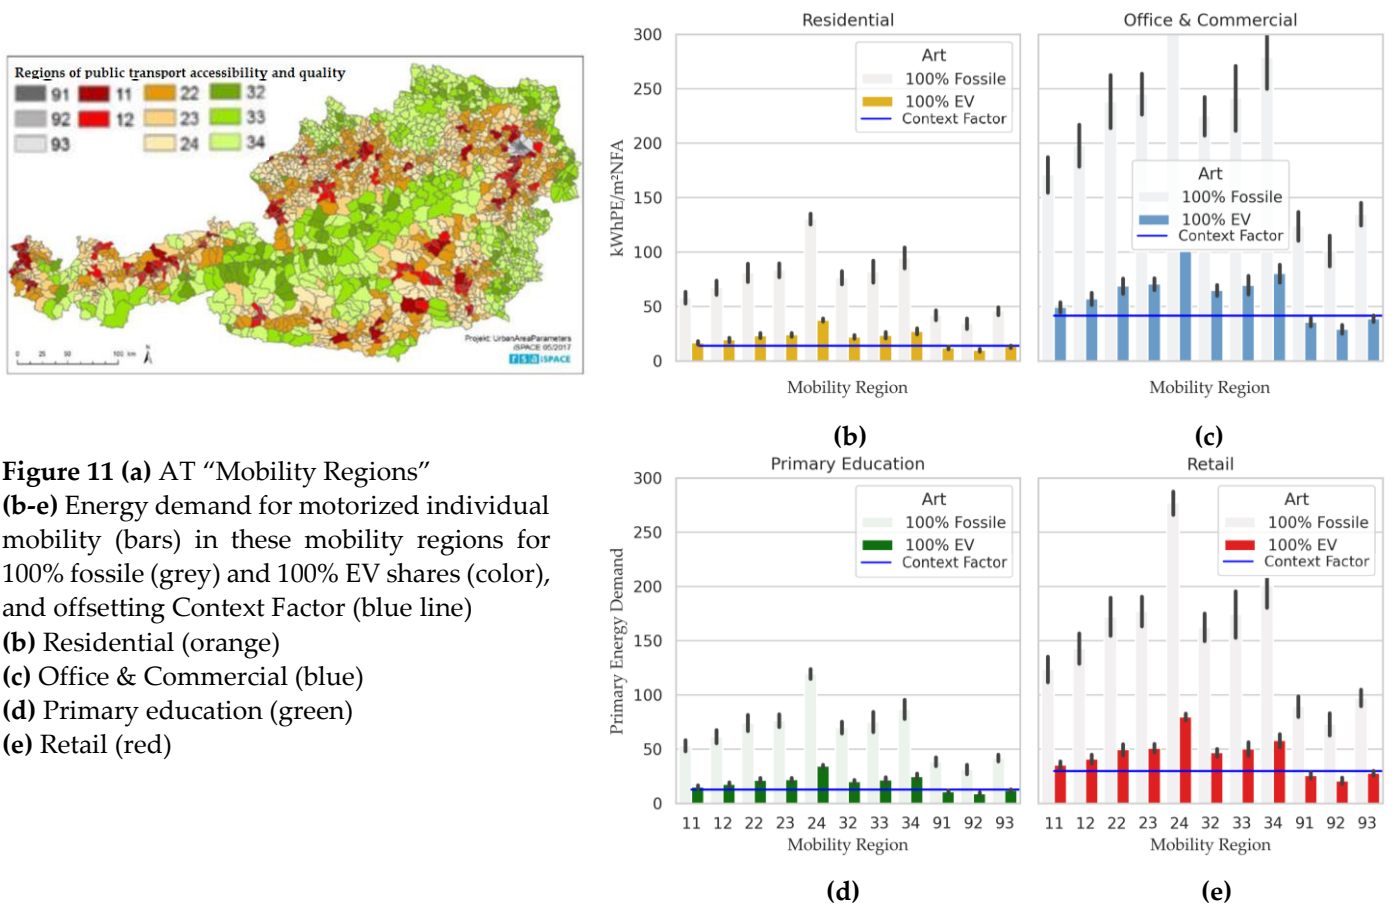 Regions of public transport accessibility and quality
91 11 22 32
92 12 23 33
93 24 34
Projekt: UrbanAreaParameters
iSPACE 05/2017
rsa iSPACE
0 25 50 100 km
N
Figure 11 (a) AT “Mobility Regions”
(b-e) Energy demand for motorized individual
mobility (bars) in these mobility regions for
100% fossile (grey) and 100% EV shares (color),
and offsetting Context Factor (blue line)
(b) Residential (orange)
(c) Office & Commercial (blue)
(d) Primary education (green)
(e) Retail (red)
Residential
300
250
200
150
100
50
0
kWhPE/m²NFA
Art
100% Fossile
100% EV
Context Factor
Mobility Region
(b)
Office & Commercial
Art
100% Fossile
100% EV
Context Factor
Mobility Region
(c)
Primary Education
300
250
200
150
100
50
0
Primary Energy Demand
Art
100% Fossile
100% EV
Context Factor
11 12 22 23 24 32 33 34 91 92 93
Mobility Region
(d)
Retail
Art
100% Fossile
100% EV
Context Factor
11 12 22 23 24 32 33 34 91 92 93
Mobility Region
(e)